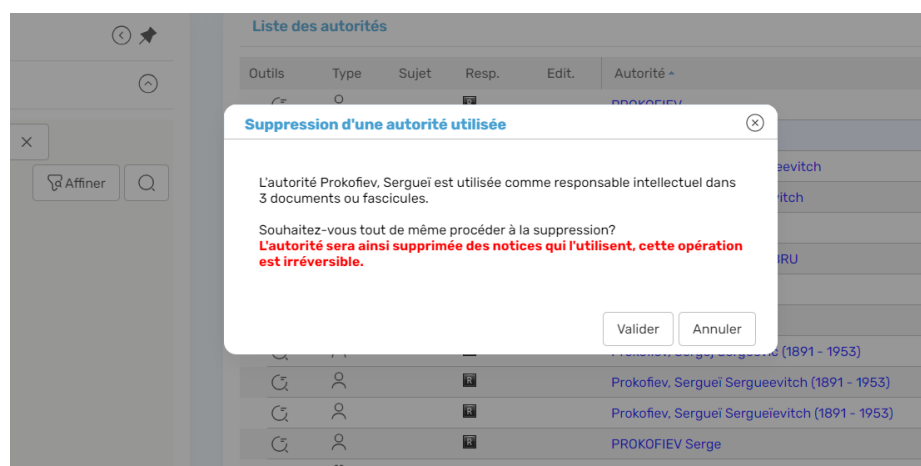 Liste des autorités
Outils Type Sujet Resp. Edit. Autorité
PROKOFIEV
Suppression d'une autorité utilisée
eevitch
Affiner
L'autorité Prokofiev, Sergueï est utilisée comme responsable intellectuel dans
3 documents ou fascicules.
itch
Souhaitez-vous tout de même procéder à la suppression?
L'autorité sera ainsi supprimée des notices qui l'utilisent, cette opération
est irréversible.
BRU
Valider Annuler
(1891 - 1953)
R Prokofiev, Sergueï Sergueevitch (1891 - 1953)
R Prokofiev, Sergueï Sergueïevitch (1891 - 1953)
R PROKOFIEV Serge